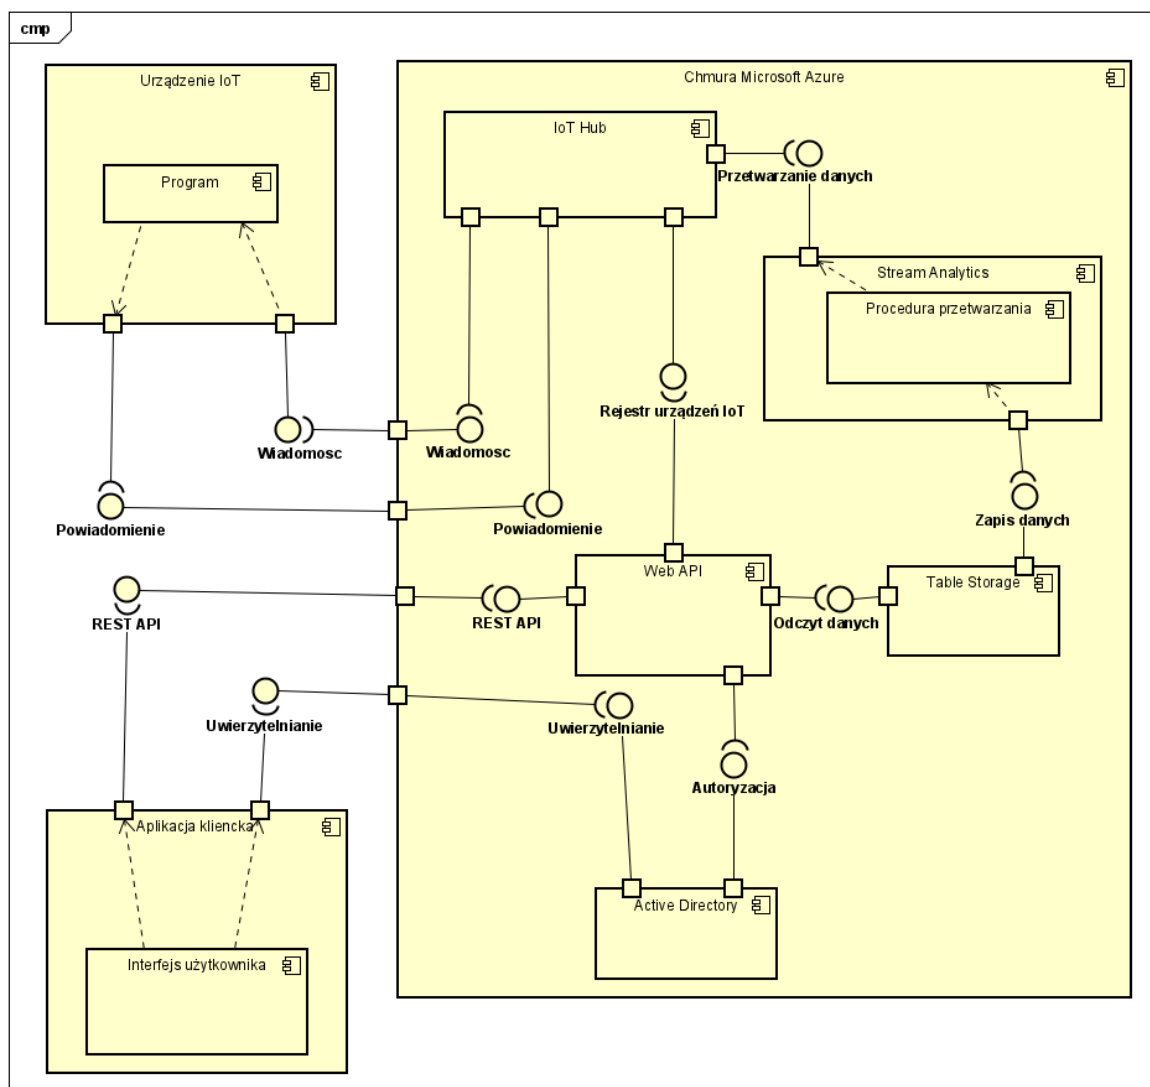 cmp
Urządzenie IoT
Chmura Microsoft Azure
IoT Hub
Program
Przetwarzanie danych
Stream Analytics
Procedura przetwarzania
Rejestr urządzeń IoT
Wiadomosc
Wiadomosc
Powiadomienie
Powiadomienie
Zapis danych
Web API
Table Storage
REST API
REST API
Odczyt danych
Uwierzytelnianie
Uwierzytelnianie
Autoryzacja
Aplikacja kliencka
Active Directory
Interfejs użytkownika